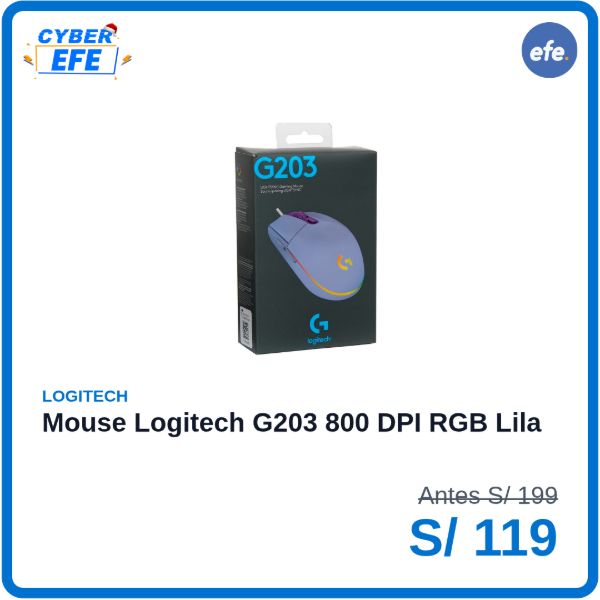 CYBER
EFE
efe.
G203
logitech
LOGITECH
Mouse Logitech G203 800 DPI RGB Lila
Antes S/ 199
S/ 119